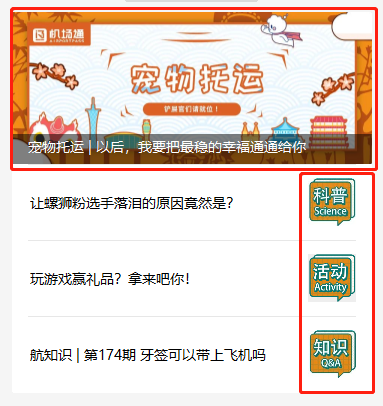 机场通
AIRPORTPASS
宠物托运
铲屎官们请就位！
宠物托运 | 以后，我要把最稳的幸福通通给你
让螺狮粉选手落泪的原因竟然是？
科普
Science
玩游戏赢礼品？拿来吧你！
活动
Activity
航知识 | 第174期 牙签可以带上飞机吗
知识
Q&A